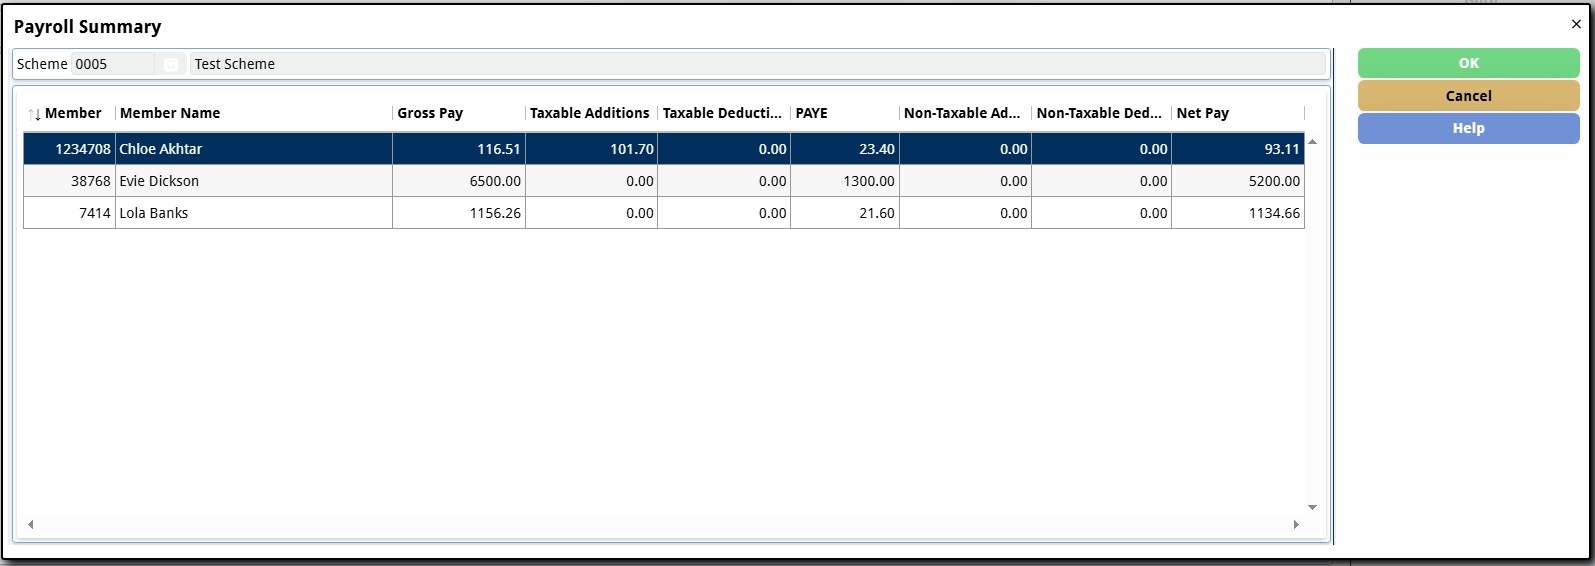 Payroll Summary
Scheme 0005 Test Scheme
OK
Cancel
Help
↑↓ Member Member Name Gross Pay Taxable Additions Taxable Deducti... PAYE Non-Taxable Ad... Non-Taxable Ded... Net Pay
1234708 Chloe Akhtar 116.51 101.70 0.00 23.40 0.00 0.00 93.11
38768 Evie Dickson 6500.00 0.00 0.00 1300.00 0.00 0.00 5200.00
7414 Lola Banks 1156.26 0.00 0.00 21.60 0.00 0.00 1134.66